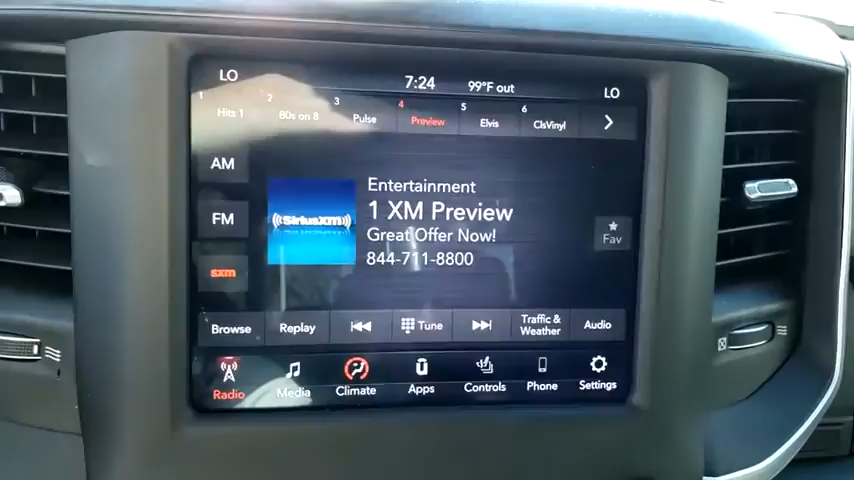 LO 7:24 99°F out LO
1 Hits 1 2 80s on 8 3 Pulse 4 Preview 5 Elvis 6 ClsVinyl
AM
FM
sxm
((SiriusXM))
Entertainment
1 XM Preview
Great Offer Now!
844-711-8800
Fav
Browse Replay Tune Traffic & Weather Audio
Radio Media Climate Apps Controls Phone Settings